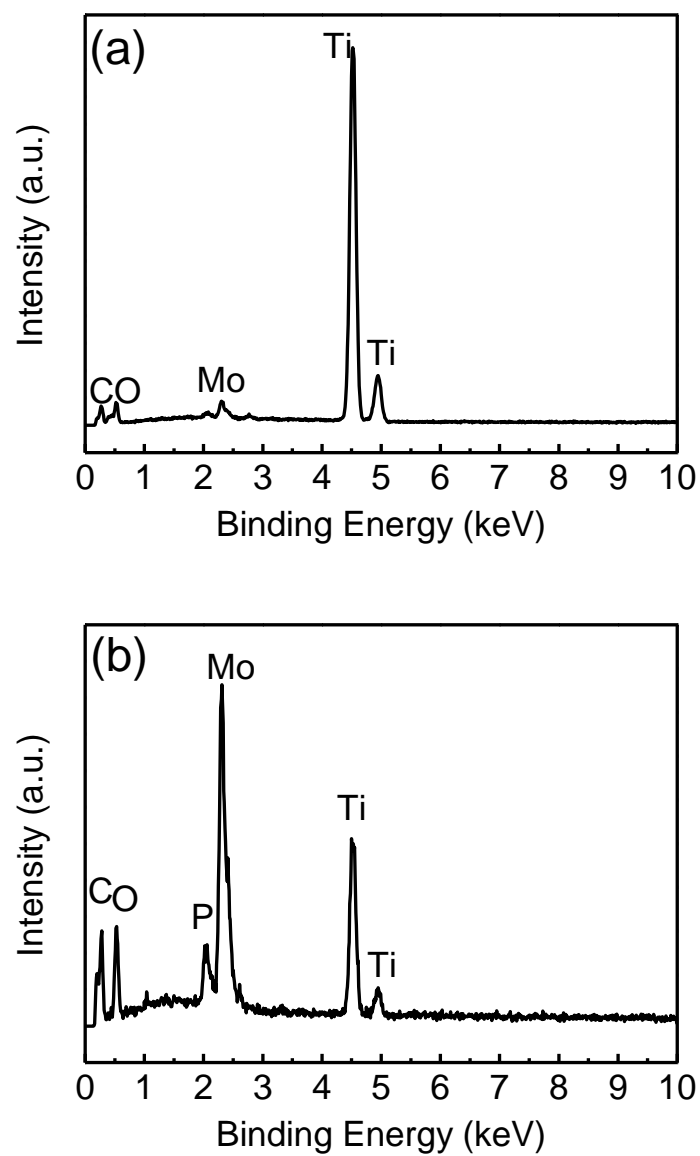 (a)
Ti
Ti
Mo
CO
Intensity (a.u.)
0 1 2 3 4 5 6 7 8 9 10
Binding Energy (keV)
(b)
Mo
Ti
C
O
P
Ti
Intensity (a.u.)
0 1 2 3 4 5 6 7 8 9 10
Binding Energy (keV)